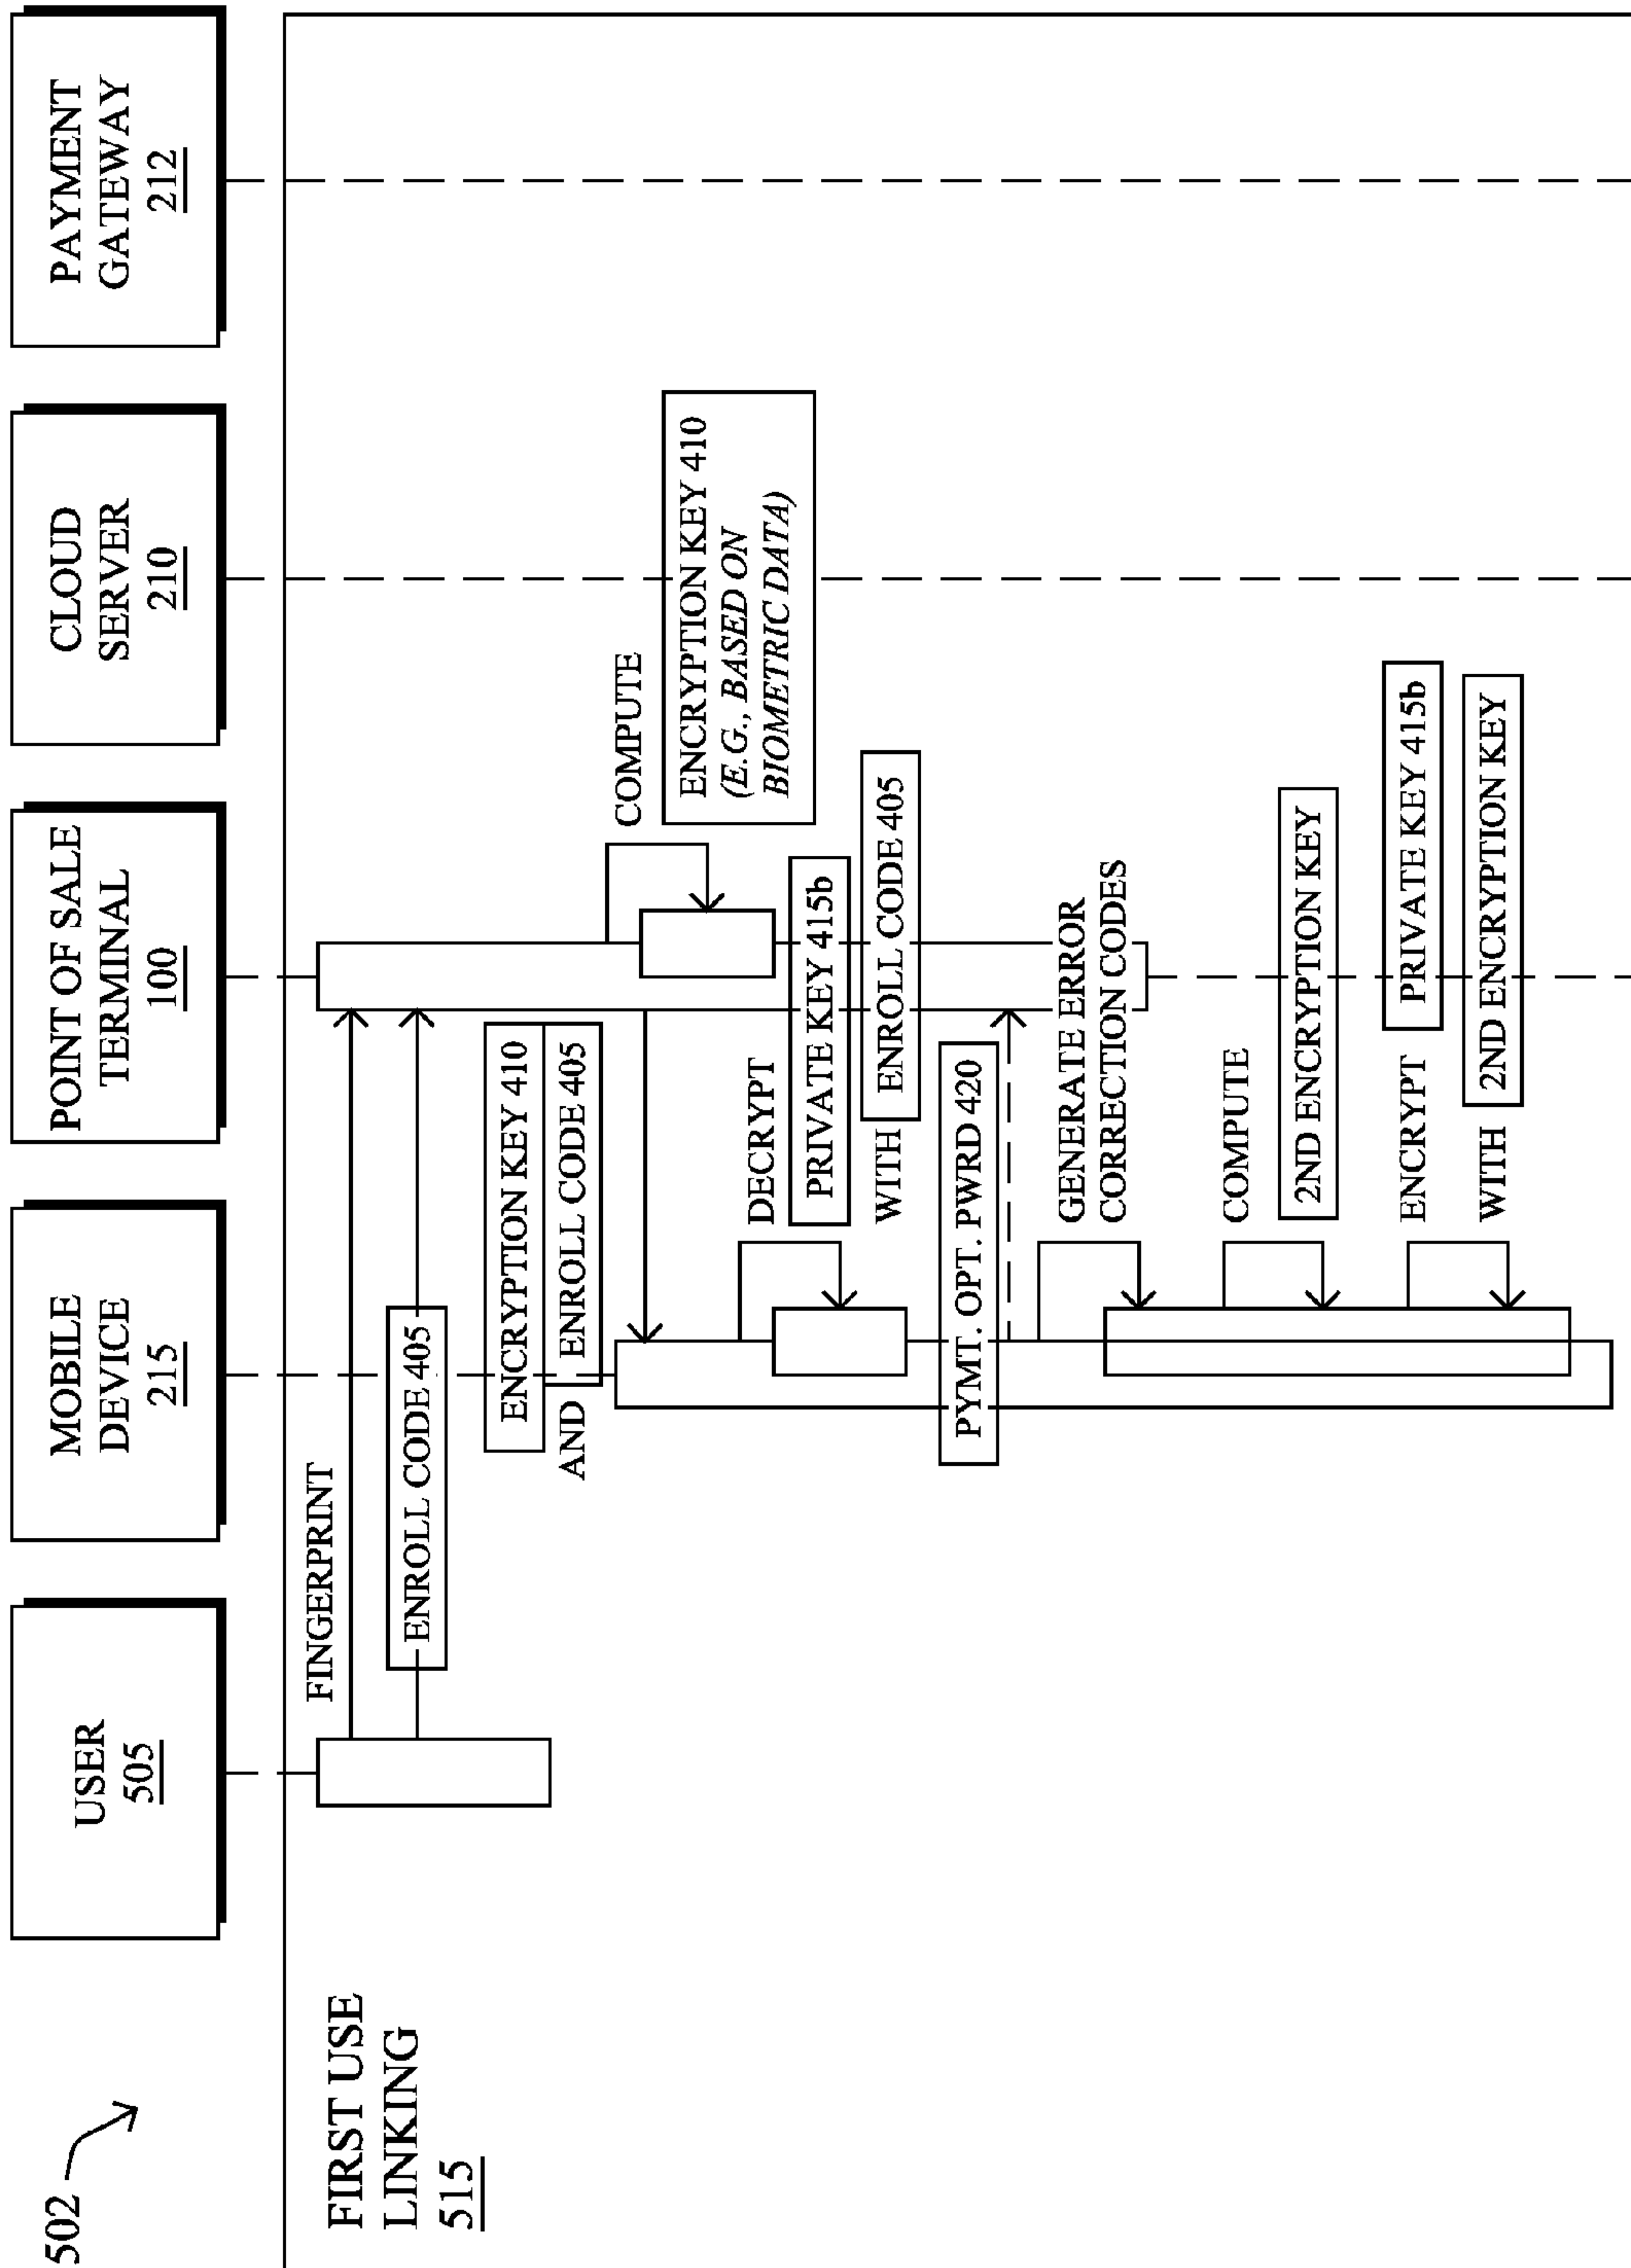 502
USER
505
MOBILE
DEVICE
215
POINT OF SALE
TERMINAL
100
CLOUD
SERVER
210
PAYMENT
GATEWAY
212
FIRST USE
LINKING
515
FINGERPRINT
ENROLL CODE 405
ENCRYPTION KEY 410
AND ENROLL CODE 405
COMPUTE
ENCRYPTION KEY 410
(E.G., BASED ON
BIOMETRIC DATA)
DECRYPT
PRIVATE KEY 415b
WITH ENROLL CODE 405
PYMT. OPT. PWRD 420
GENERATE ERROR
CORRECTION CODES
COMPUTE
2ND ENCRYPTION KEY
ENCRYPT PRIVATE KEY 415b
WITH 2ND ENCRYPTION KEY